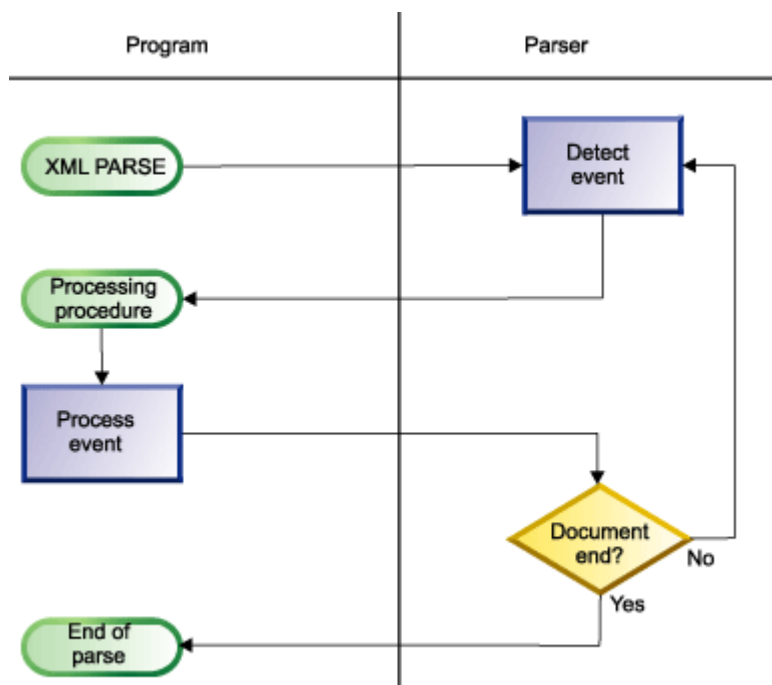 Program
Parser
XML PARSE
Detect
event
Processing
procedure
Process
event
Document
end?
No
Yes
End of
parse